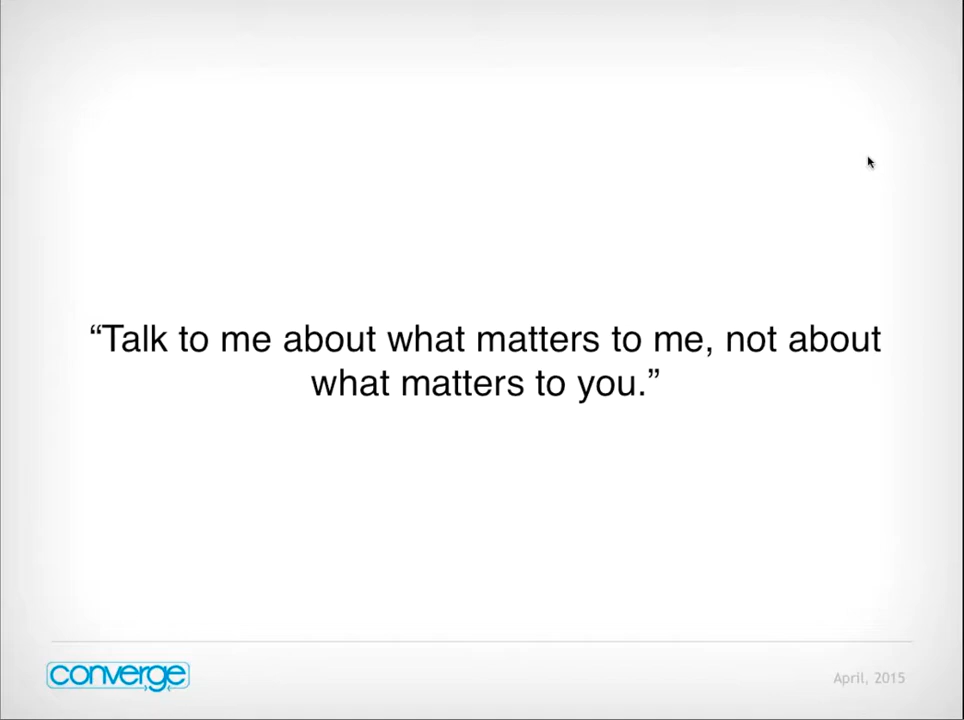 “Talk to me about what matters to me, not about
what matters to you.”
converge
April, 2015